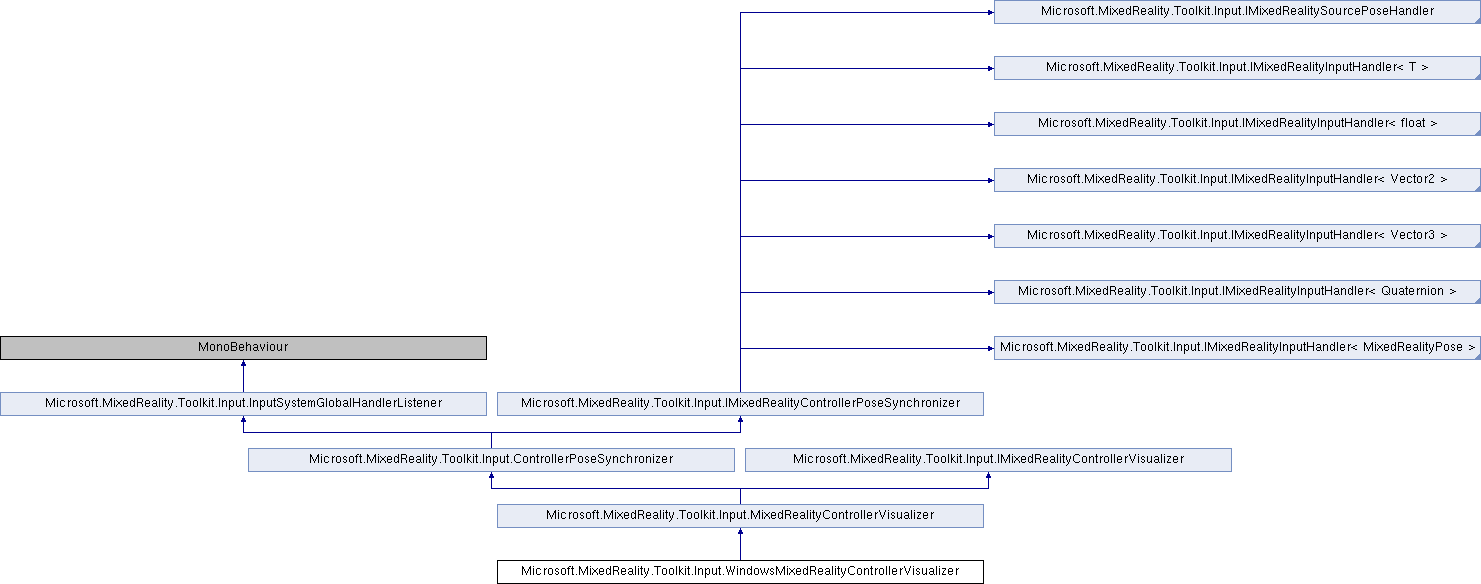 Microsoft.MixedReality.Toolkit.Input.IMixedRealitySourcePoseHandler
Microsoft.MixedReality.Toolkit.Input.IMixedRealityInputHandler< T >
Microsoft.MixedReality.Toolkit.Input.IMixedRealityInputHandler< float >
Microsoft.MixedReality.Toolkit.Input.IMixedRealityInputHandler< Vector2 >
Microsoft.MixedReality.Toolkit.Input.IMixedRealityInputHandler< Vector3 >
Microsoft.MixedReality.Toolkit.Input.IMixedRealityInputHandler< Quaternion >
MonoBehaviour
Microsoft.MixedReality.Toolkit.Input.IMixedRealityInputHandler< MixedRealityPose >
Microsoft.MixedReality.Toolkit.Input.InputSystemGlobalHandlerListener
Microsoft.MixedReality.Toolkit.Input.IMixedRealityControllerPoseSynchronizer
Microsoft.MixedReality.Toolkit.Input.ControllerPoseSynchronizer
Microsoft.MixedReality.Toolkit.Input.IMixedRealityControllerVisualizer
Microsoft.MixedReality.Toolkit.Input.MixedRealityControllerVisualizer
Microsoft.MixedReality.Toolkit.Input.WindowsMixedRealityControllerVisualizer